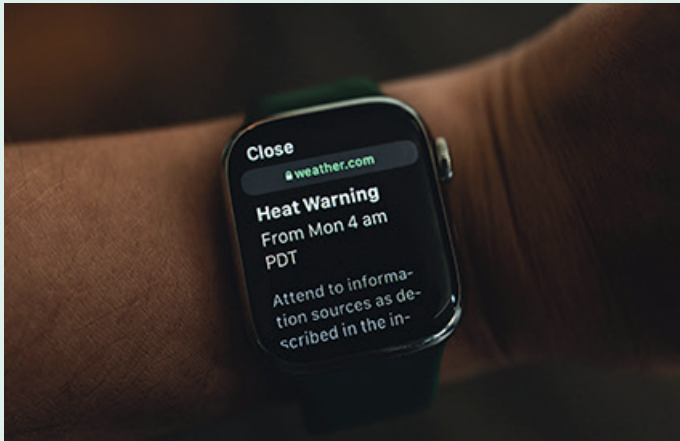 Close
weather.com
Heat Warning
From Mon 4 am
PDT
Attend to informa-
tion sources as de-
scribed in the in-